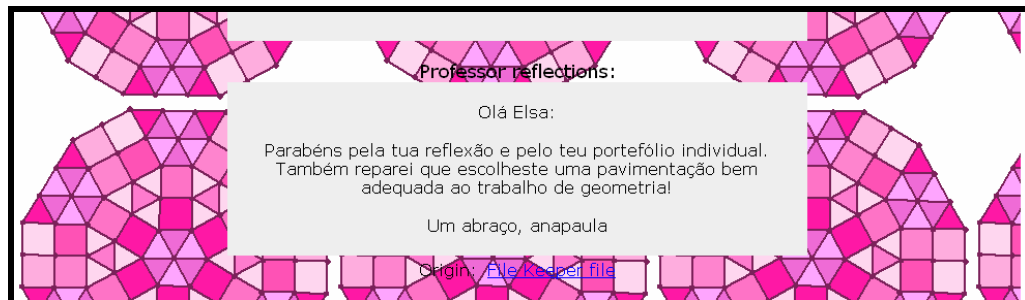 Professor reflections:
Olá Elsa:
Parabéns pela tua reflexão e pelo teu portefólio individual.
Também reparei que escolheste uma pavimentação bem
adequada ao trabalho de geometria!
Um abraço, anapaula
Origin: File Keeper file